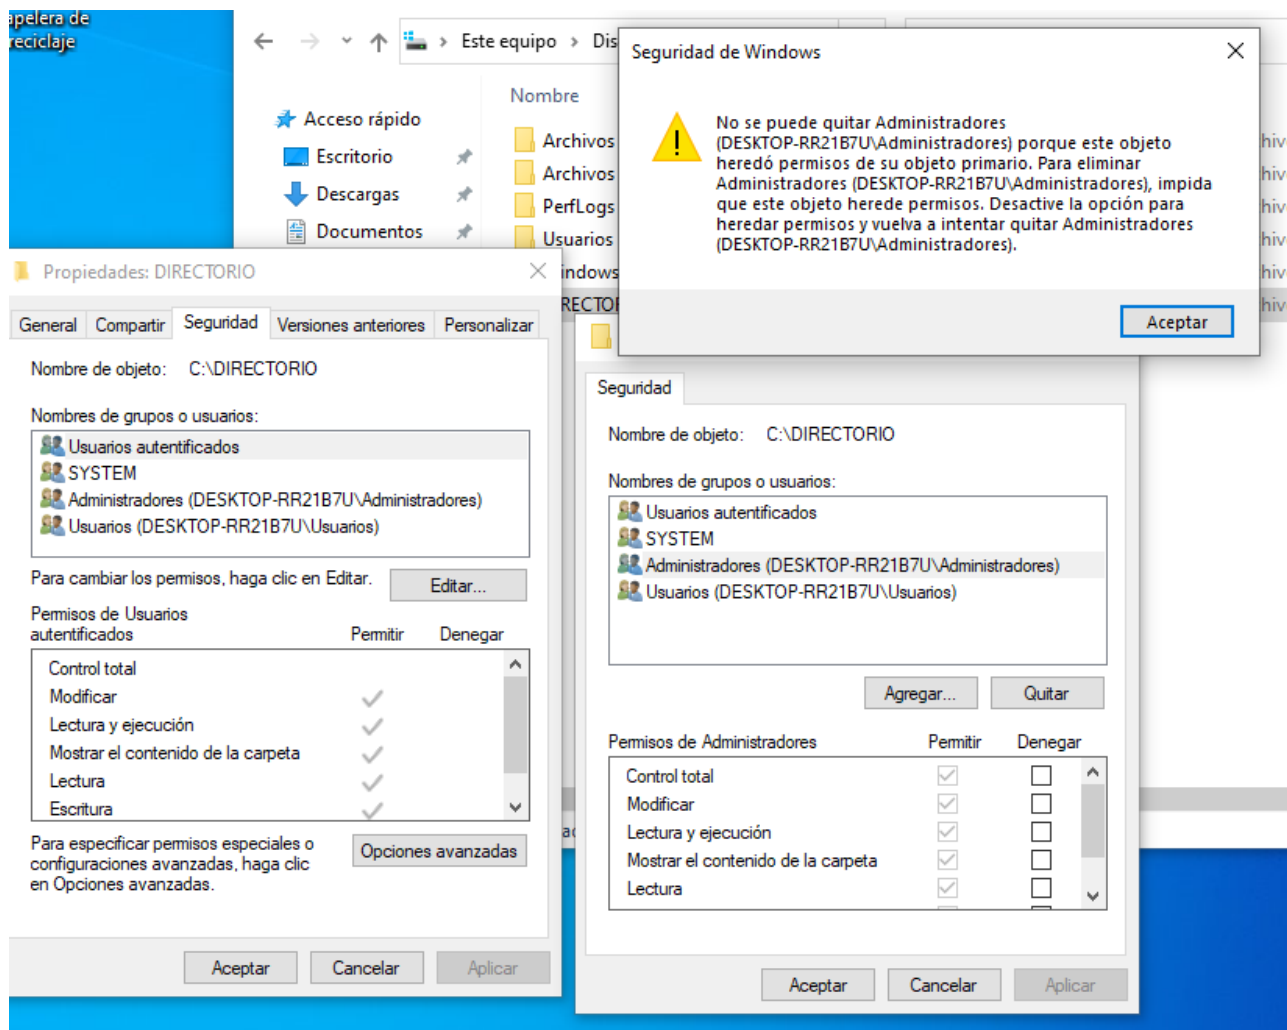 reciclaje
Este equipo
Nombre
Acceso rápido
Escritorio
Descargas
Documentos
Archivos
Archivos
PerfLogs
Usuarios
Seguridad de Windows
No se puede quitar Administradores
(DESKTOP-RR21B7U\Administradores) porque este objeto
heredó permisos de su objeto primario. Para eliminar
Administradores (DESKTOP-RR21B7U\Administradores), impida
que este objeto herede permisos. Desactive la opción para
heredar permisos y vuelva a intentar quitar Administradores
(DESKTOP-RR21B7U\Administradores).
Aceptar
Propiedades: DIRECTORIO
General Compartir Seguridad Versiones anteriores Personalizar
Nombre de objeto: C:\DIRECTORIO
Nombres de grupos o usuarios:
Usuarios autentificados
SYSTEM
Administradores (DESKTOP-RR21B7U\Administradores)
Usuarios (DESKTOP-RR21B7U\Usuarios)
Para cambiar los permisos, haga clic en Editar.
Editar...
Permisos de Usuarios
autentificados Permitir Denegar
Control total
Modificar
Lectura y ejecución
Mostrar el contenido de la carpeta
Lectura
Escritura
Para especificar permisos especiales o
configuraciones avanzadas, haga clic
en Opciones avanzadas.
Opciones avanzadas
Aceptar Cancelar Aplicar
Seguridad
Nombre de objeto: C:\DIRECTORIO
Nombres de grupos o usuarios:
Usuarios autentificados
SYSTEM
Administradores (DESKTOP-RR21B7U\Administradores)
Usuarios (DESKTOP-RR21B7U\Usuarios)
Agregar... Quitar
Permisos de Administradores Permitir Denegar
Control total
Modificar
Lectura y ejecución
Mostrar el contenido de la carpeta
Lectura
Aceptar Cancelar Aplicar